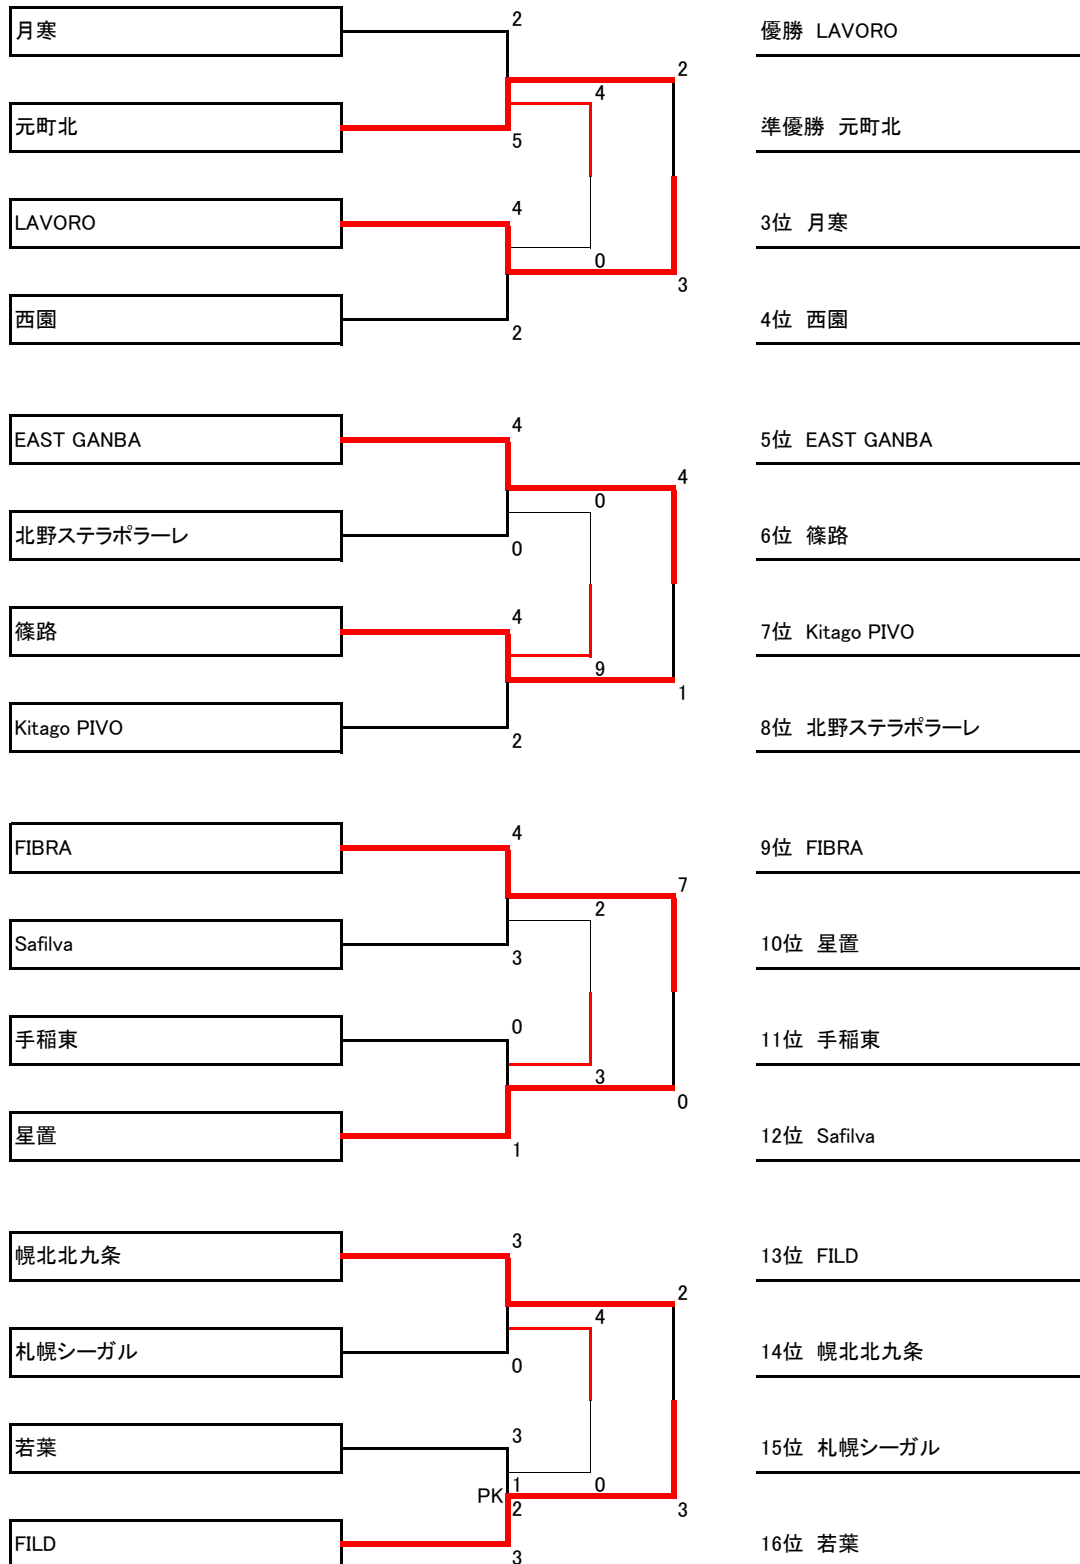 月寒
2
優勝 LAVORO
2
4
元町北
5
準優勝 元町北
LAVORO
4
3位 月寒
0
3
西園
2
4位 西園
EAST GANBA
4
5位 EAST GANBA
4
0
北野ステラポラーレ
0
6位 篠路
篠路
4
7位 Kitago PIVO
9
1
Kitago PIVO
2
8位 北野ステラポラーレ
FIBRA
4
9位 FIBRA
7
2
Safilva
3
10位 星置
手稲東
0
11位 手稲東
3
0
星置
1
12位 Safilva
幌北北九条
3
13位 FILD
2
4
札幌シーガル
0
14位 幌北北九条
若葉
3
15位 札幌シーガル
1
0
PK
2
3
FILD
3
16位 若葉